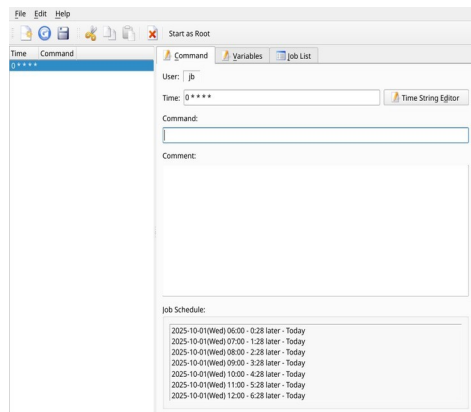 File Edit Help
Start as Root
Time Command
0 * * * *
Command Variables Job List
User: jb
Time: 0 * * * * Time String Editor
Command:
Comment:
Job Schedule:
2025-10-01(Wed) 06:00 - 0:28 later - Today
2025-10-01(Wed) 07:00 - 1:28 later - Today
2025-10-01(Wed) 08:00 - 2:28 later - Today
2025-10-01(Wed) 09:00 - 3:28 later - Today
2025-10-01(Wed) 10:00 - 4:28 later - Today
2025-10-01(Wed) 11:00 - 5:28 later - Today
2025-10-01(Wed) 12:00 - 6:28 later - Today